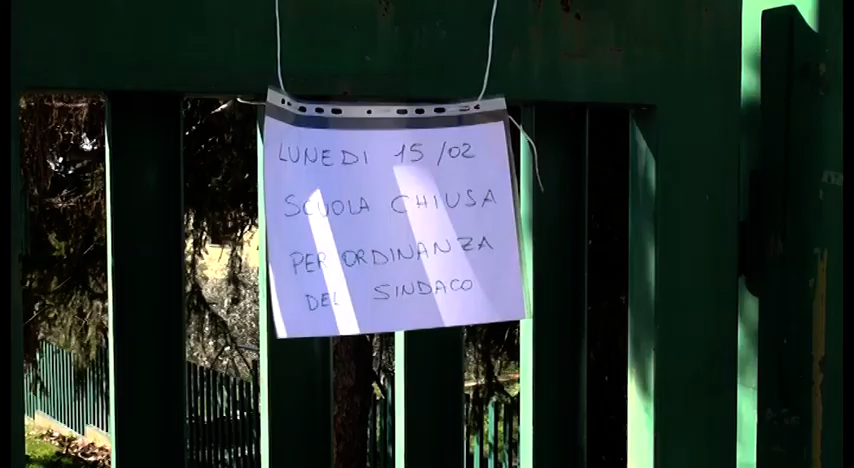 LUNEDI 15/02
SCUOLA CHIUSA
PER ORDINANZA
DEL SINDACO